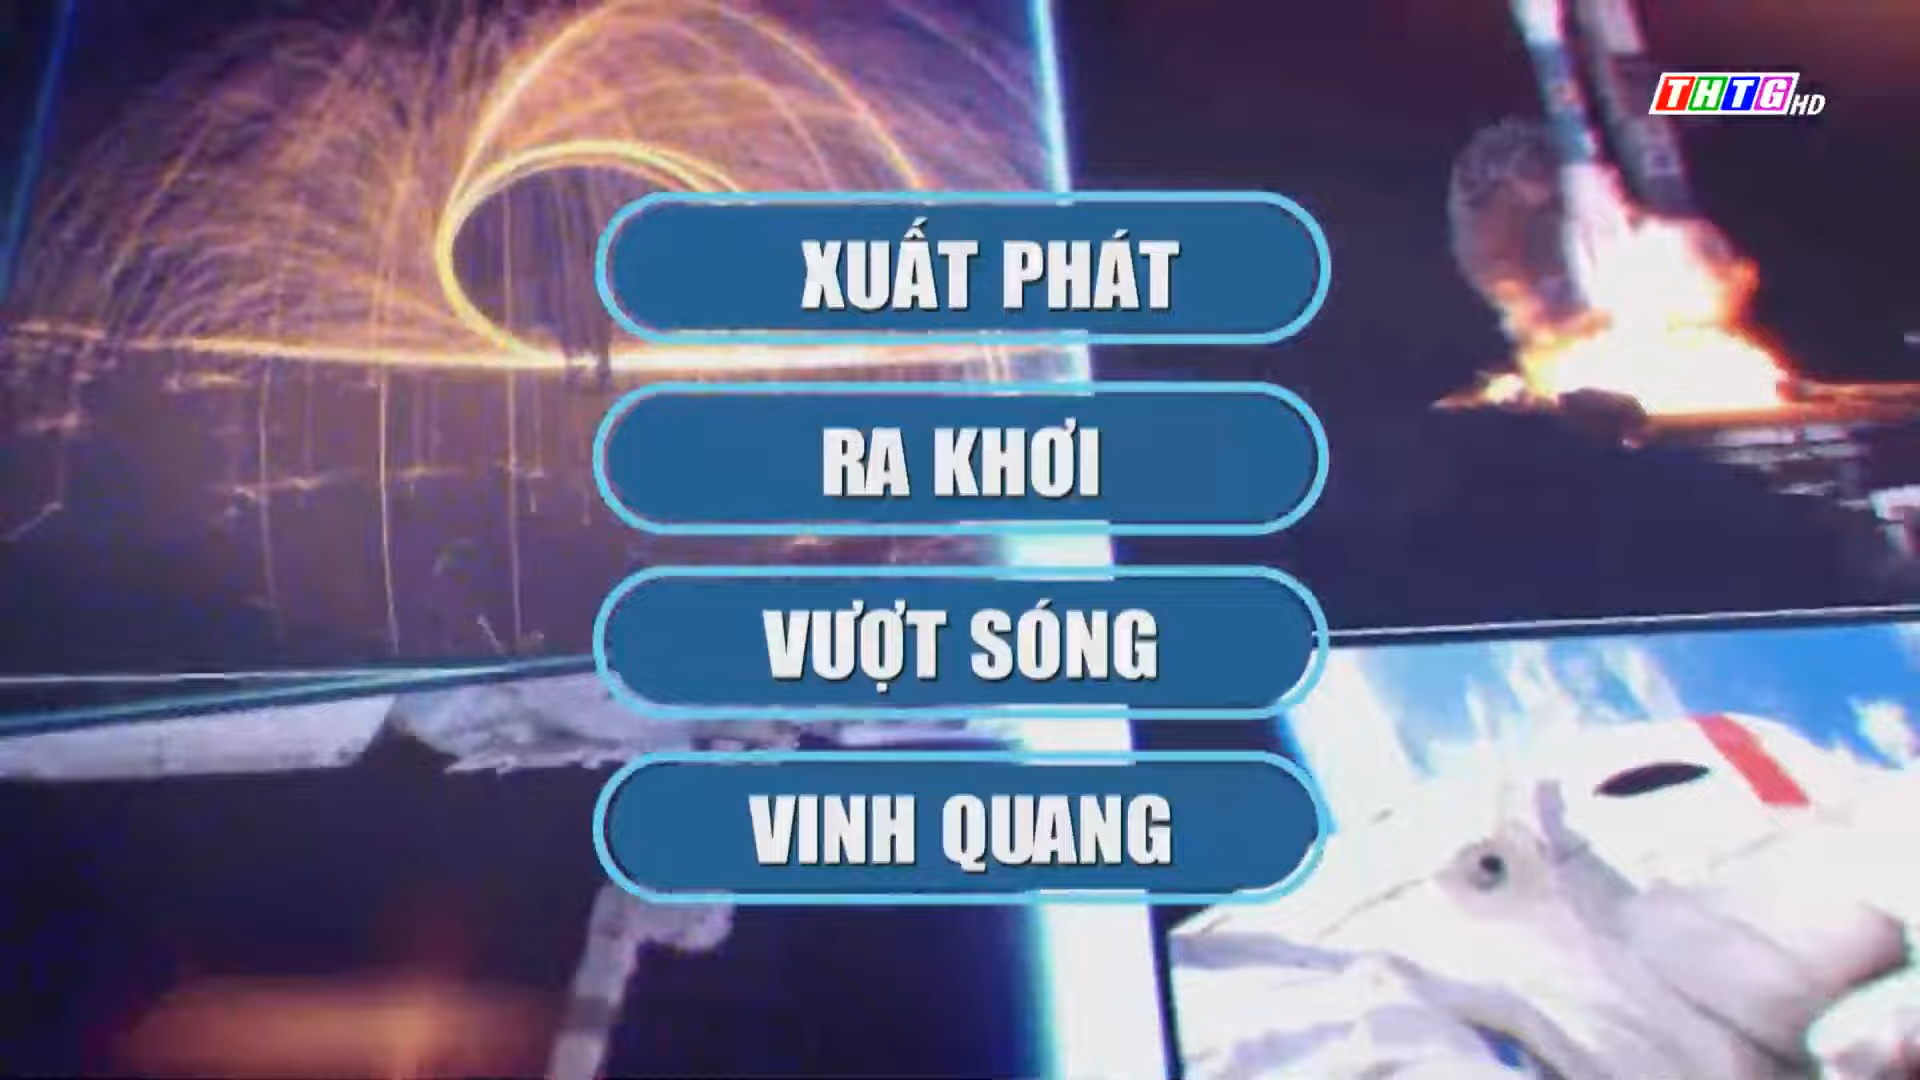 THTG HD
XUẤT PHÁT
RA KHƠI
VƯỢT SÓNG
VINH QUANG